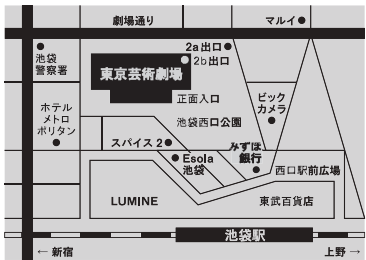 劇場通り
マルイ
2a出口
池袋
警察署
2b出口
東京芸術劇場
正面入口
ホテル
メトロ
ポリタン
池袋西口公園
ビック
カメラ
スパイス2
みずほ
銀行
Esola
池袋
西口駅前広場
LUMINE
東武百貨店
池袋駅
← 新宿
上野 →